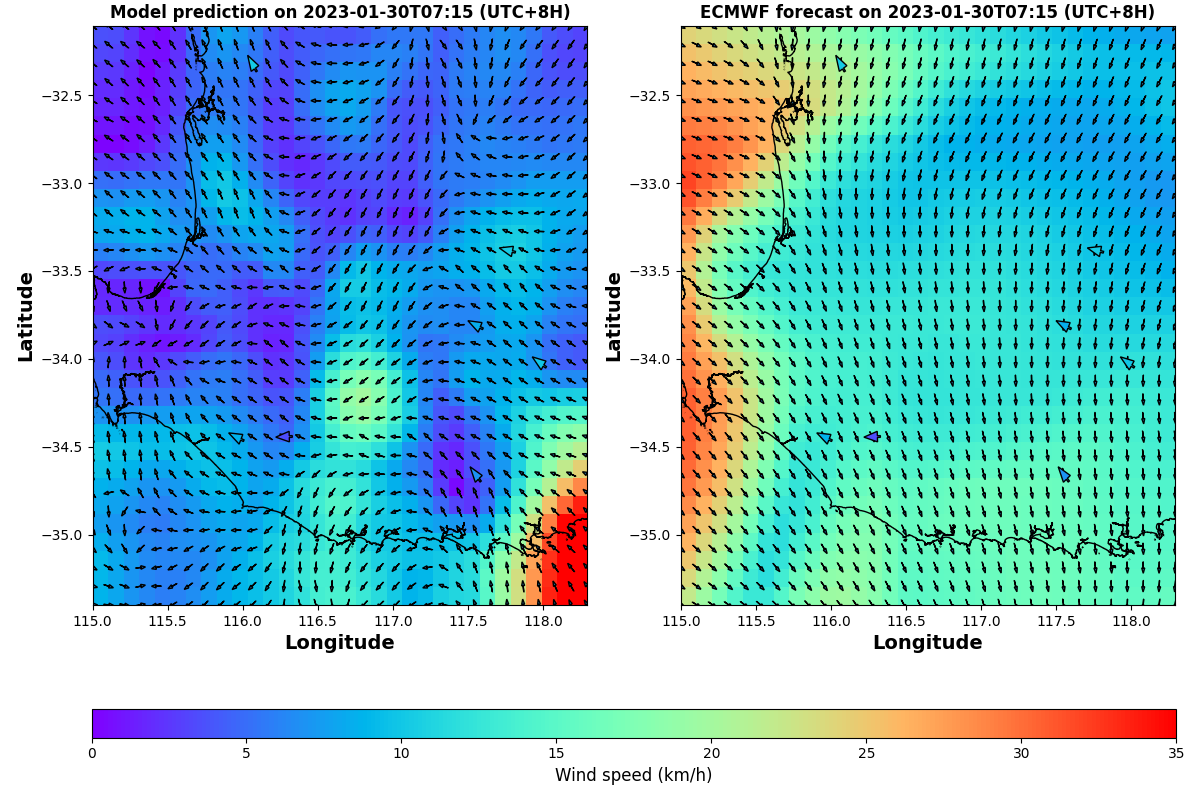 Model prediction on 2023-01-30T07:15 (UTC+8H)
ECMWF forecast on 2023-01-30T07:15 (UTC+8H)
Latitude
−32.5
−33.0
−33.5
−34.0
−34.5
−35.0
115.0 115.5 116.0 116.5 117.0 117.5 118.0
Longitude
Latitude
−32.5
−33.0
−33.5
−34.0
−34.5
−35.0
115.0 115.5 116.0 116.5 117.0 117.5 118.0
Longitude
0 5 10 15 20 25 30 35
Wind speed (km/h)